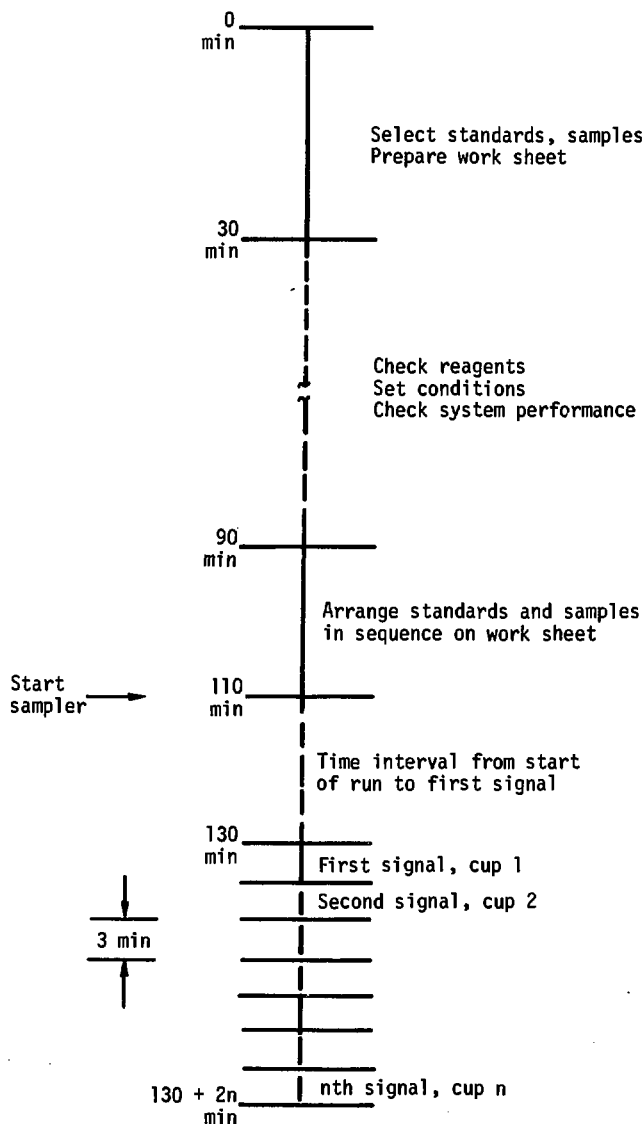 0
min
Select standards, samples
Prepare work sheet
30
min
Check reagents
Set conditions
Check system performance
90
min
Arrange standards and samples
in sequence on work sheet
Start
sampler
110
min
Time interval from start
of run to first signal
130
min
First signal, cup 1
Second signal, cup 2
3 min
nth signal, cup n
130 + 2n
min